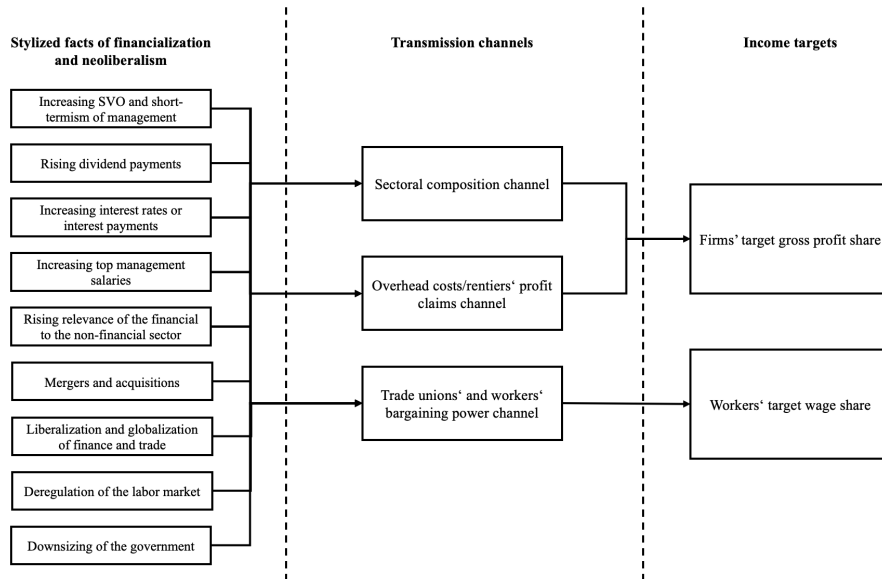 Stylized facts of financialization
and neoliberalism
Transmission channels
Income targets
Increasing SVO and short-
termism of management
Rising dividend payments
Increasing interest rates or
interest payments
Increasing top management
salaries
Rising relevance of the financial
to the non-financial sector
Mergers and acquisitions
Liberalization and globalization
of finance and trade
Deregulation of the labor market
Downsizing of the government
Sectoral composition channel
Overhead costs/rentiers‘ profit
claims channel
Trade unions‘ and workers‘
bargaining power channel
Firms’ target gross profit share
Workers‘ target wage share